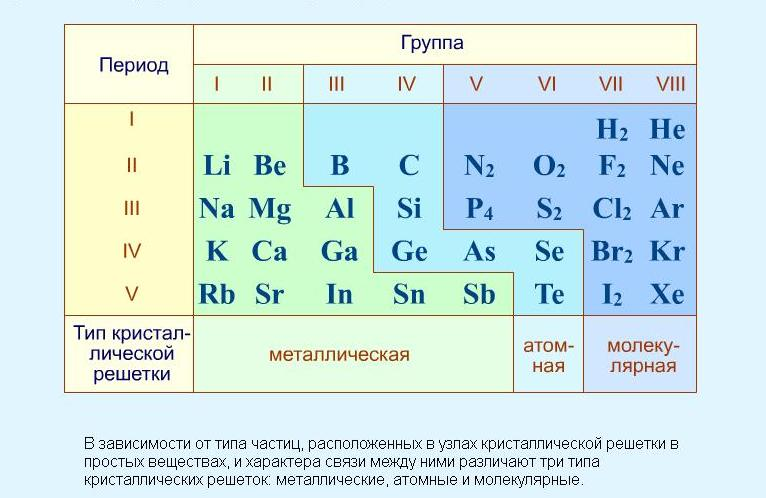 Период
Группа
I II III IV V VI VII VIII
I H2 He
II Li Be B C N2 O2 F2 Ne
III Na Mg Al Si P4 S2 Cl2 Ar
IV K Ca Ga Ge As Se Br2 Kr
V Rb Sr In Sn Sb Te I2 Xe
Тип кристал-
лической
решетки
металлическая
атом-
ная
молеку-
лярная
В зависимости от типа частиц, расположенных в узлах кристаллической решетки в
простых веществах, и характера связи между ними различают три типа
кристаллических решеток: металлические, атомные и молекулярные.